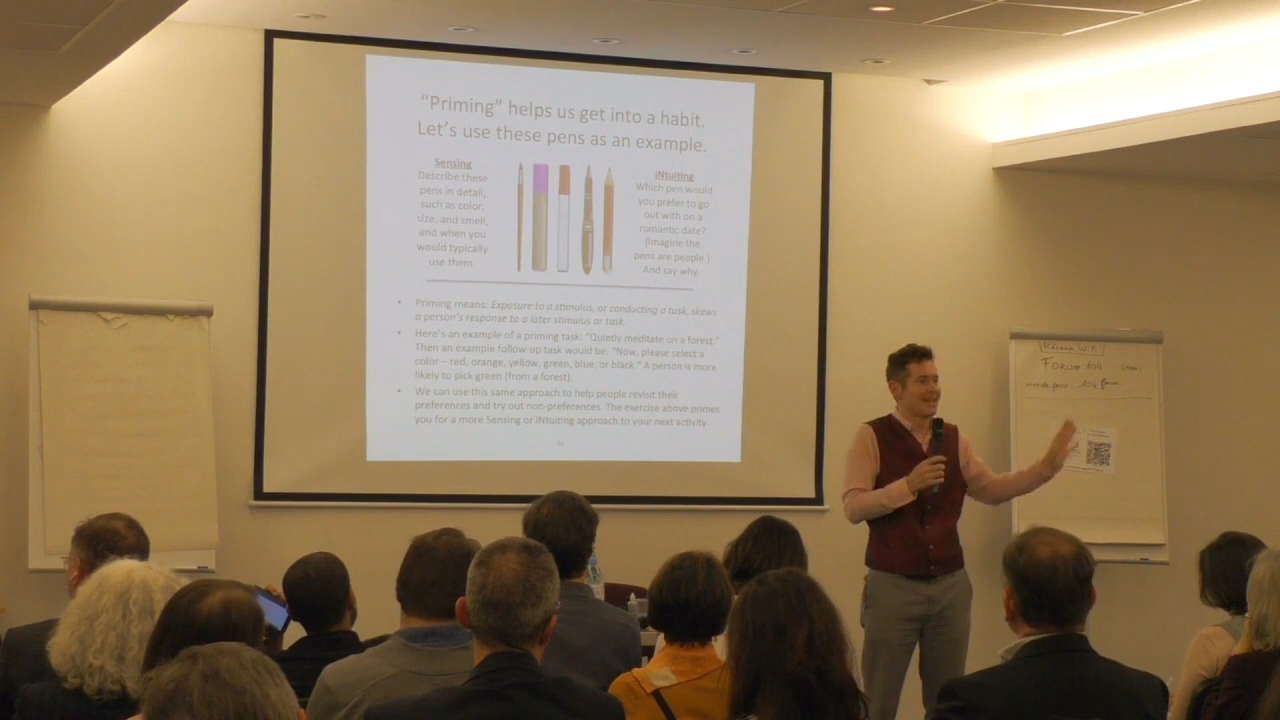 “Priming” helps us get into a habit.
Let’s use these pens as an example.
Sensing
Describe these
pens in detail,
such as color,
size, and smell,
and when you
would typically
use them.
iNtuiting
Which pen would
you prefer to go
out with on a
romantic date?
(Imagine the
pens are people.)
And say why.
• Priming means: Exposure to a stimulus, or conducting a task, skews
a person’s response to a later stimulus or task.
• Here’s an example of a priming task: “Quietly meditate on a forest.”
Then an example follow-up task would be: “Now, please select a
color – red, orange, yellow, green, blue, or black.” A person is more
likely to pick green (from a forest).
• We can use this same approach to help people revisit their
preferences and try out non-preferences. The exercise above primes
you for a more Sensing or iNtuiting approach to your next activity.
Réseau Wifi
Forum 104
104